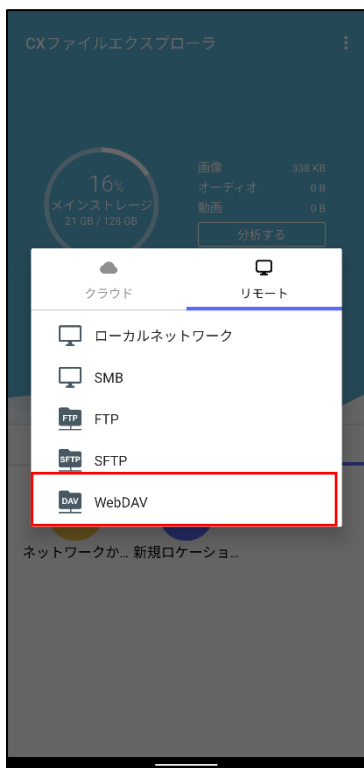 CXファイルエクスプローラ
16%
メインストレージ
21 GB / 128 GB
画像 338 KB
オーディオ 0 B
動画 0 B
分析する
クラウド
リモート
ローカルネットワーク
SMB
FTP FTP
SFTP SFTP
DAV WebDAV
ネットワークか... 新規ロケーショ...